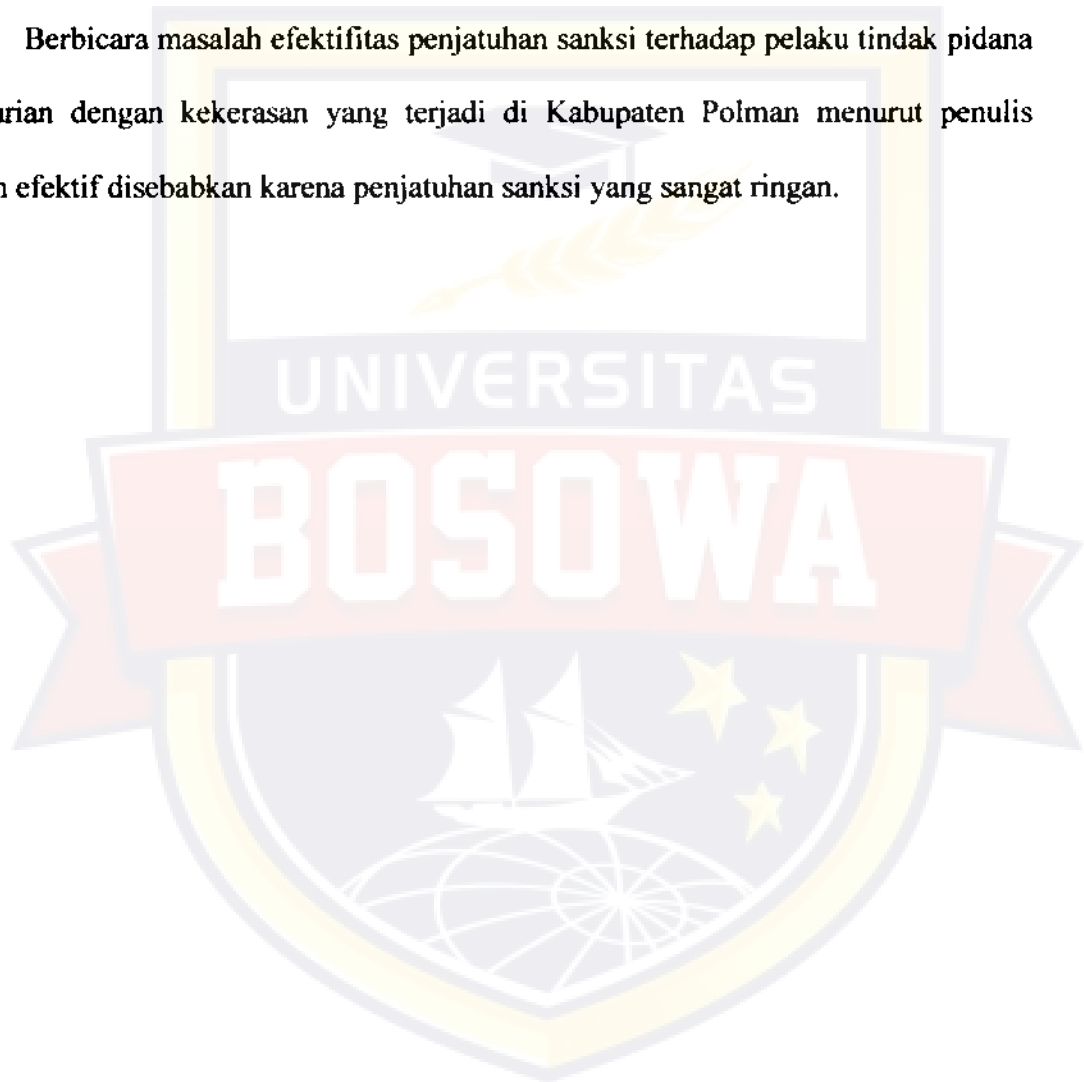 Berbicara masalah efektifitas penjatuhan sanksi terhadap pelaku tindak pidana
dengan kekerasan yang terjadi di Kabupaten Polman menurut penulis
efektif disebabkan karena penjatuhan sanksi yang sangat ringan.
UNIVERSITAS
BOSOWA